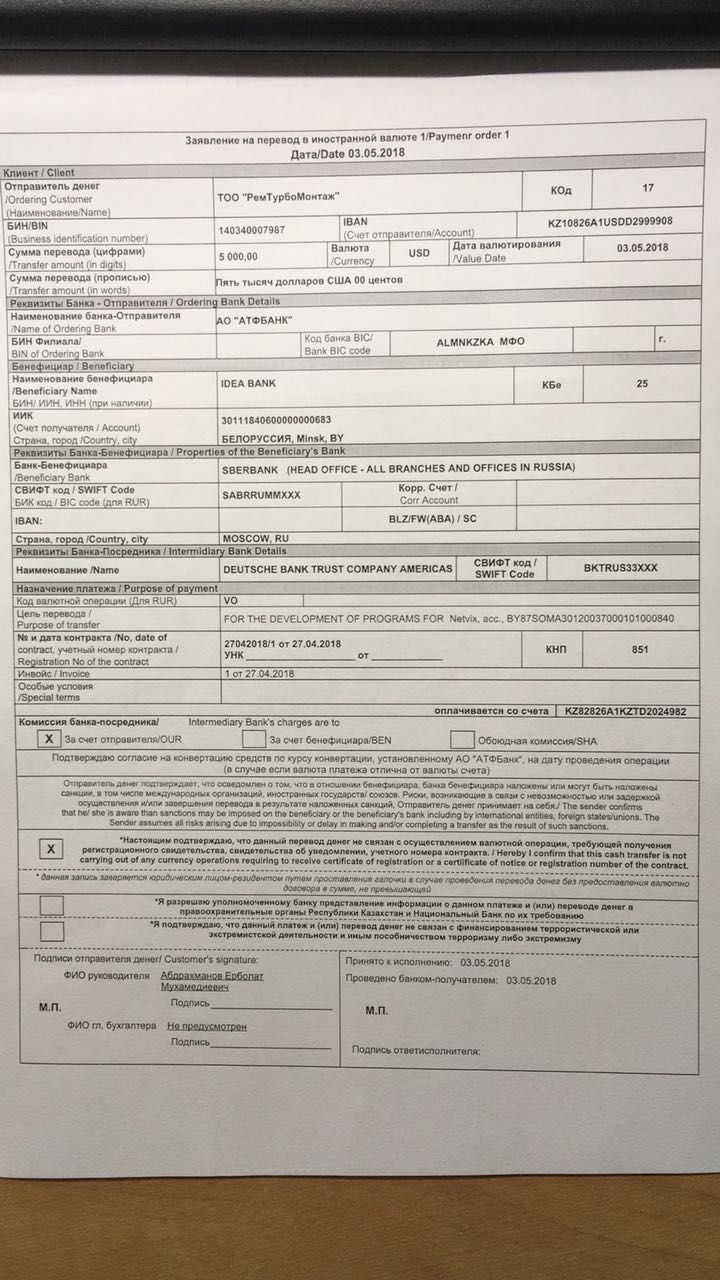 Заявление на перевод в иностранной валюте 1/Paymenr order 1
Дата/Date 03.05.2018
Клиент / Client
Отправитель денег
/Ordering Customer
(Наименование/Name)
ТОО "РемТурбоМонтаж"
КОд
17
БИН/BIN
(Business identification number)
140340007987
IBAN
(Счет отправителя/Account)
KZ10826A1USDD2999908
Сумма перевода (цифрами)
/Transfer amount (in digits)
5 000,00
Валюта
/Currency
USD
Дата валютирования
/Value Date
03.05.2018
Сумма перевода (прописью)
/Transfer amount (in words)
Пять тысяч долларов США 00 центов
Реквизиты Банка - Отправителя / Ordering Bank Details
Наименование банка-Отправителя
/Name of Ordering Bank
АО "АТФБАНК"
БИН Филиала/
BIN of Ordering Bank
Код банка BIC/
Bank BIC code
ALMNKZKA МФО
г.
Бенефициар / Beneficiary
Наименование бенефициара
/Beneficiary Name
БИН/ ИИН, ИНН (при наличии)
IDEA BANK
КБе
25
ИИК
(Счет получателя / Account)
30111840600000000683
Страна, город /Country, city
БЕЛОРУССИЯ, Minsk, BY
Реквизиты Банка-Бенефициара / Properties of the Beneficiary's Bank
Банк-Бенефициара
/Beneficiary Bank
SBERBANK (HEAD OFFICE - ALL BRANCHES AND OFFICES IN RUSSIA)
СВИФТ код / SWIFT Code
БИК код / BIC code (для RUR)
SABRRUMMXXX
Корр. Счет /
Corr Account
IBAN:
BLZ/FW(ABA) / SC
Страна, город /Country, city
MOSCOW, RU
Реквизиты Банка-Посредника / Intermidiary Bank Details
Наименование /Name
DEUTSCHE BANK TRUST COMPANY AMERICAS
СВИФТ код /
SWIFT Code
BKTRUS33XXX
Назначение платежа / Purpose of payment
Код валютной операции (Для RUR)
VO
Цель перевода /
Purpose of transfer
FOR THE DEVELOPMENT OF PROGRAMS FOR Netvix, acc., BY87SOMA30120037000101000840
№ и дата контракта /No, date of
contract, учетный номер контракта /
Registration No of the contract
27042018/1 от 27.04.2018
УНК ____________________ от ____________
КНП
851
Инвойс / Invoice
1 от 27.04.2018
Особые условия
/Special terms
оплачивается со счета
KZ82826A1KZTD2024982
Комиссия банка-посредника/ Intermediary Bank's charges are to
X За счет отправителя/OUR
За счет бенефициара/BEN
Обоюдная комиссия/SHA
Подтверждаю согласие на конвертацию средств по курсу конвертации, установленному АО "АТФБанк", на дату проведения операции
(в случае если валюта платежа отлична от валюты счета)
Отправитель денег подтверждает, что осведомлен о том, что в отношении бенефициара, банка бенефициара наложены или могут быть наложены
санкции, в том числе международных организаций, иностранных государств/ союзов. Риски, возникающие в связи с невозможностью или задержкой
осуществления и/или завершения перевода в результате наложенных санкций, Отправитель денег принимает на себя./ The sender confirms
that he/ she is aware than sanctions may be imposed on the beneficiary or the beneficiary's bank including by international entities, foreign states/unions. The
Sender assumes all risks arising due to impossibility or delay in making and/or completing a transfer as the result of such sanctions.
X
*Настоящим подтверждаю, что данный перевод денег не связан с осуществлением валютной операции, требующей получения
регистрационного свидетельства, свидетельства об уведомлении, учетного номера контракта. / Hereby I confirm that this cash transfer is not
carrying out of any currency operations requiring to receive certificate of registration or a certificate of notice or registration number of the contract.
* данная запись заверяется юридическим лицом-резидентом путем проставления галочки в случае проведения перевода денег без предоставления валютно
договора в сумме, не превышающей
*Я разрешаю уполномоченному банку представление информации о данном платеже и (или) переводе денег в
правоохранительные органы Республики Казахстан и Национальный Банк по их требованию
*Я подтверждаю, что данный платеж и (или) перевод денег не связан с финансированием террористической или
экстремистской деятельности и иным пособничеством терроризму либо экстремизму
Подписи отправителя денег/ Customer's signature:
ФИО руководителя Абдрахманов Ерболат
Мухамедиевич
Подпись ____________________
М.П.
ФИО гл. бухгалтера Не предусмотрен
Подпись ____________________
Принято к исполнению: 03.05.2018
Проведено банком-получателем: 03.05.2018
М.П.
Подпись ответисполнителя: